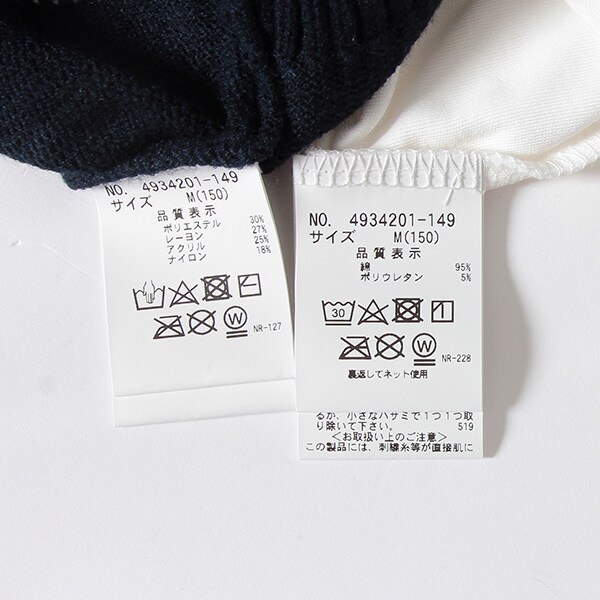 NO. 4934201-149
サイズ M(150)
品質表示
ポリエステル 30%
レーヨン 27%
アクリル 25%
ナイロン 18%
W
NR-127
NO. 4934201-149
サイズ M(150)
品質表示
綿 95%
ポリウレタン 5%
30
W
NR-228
裏返してネット使用
るか、小さなハサミで1つ1つ取
り除いて下さい。 519
<お取扱い上のご注意>
この製品には、刺繍糸等が直接肌に